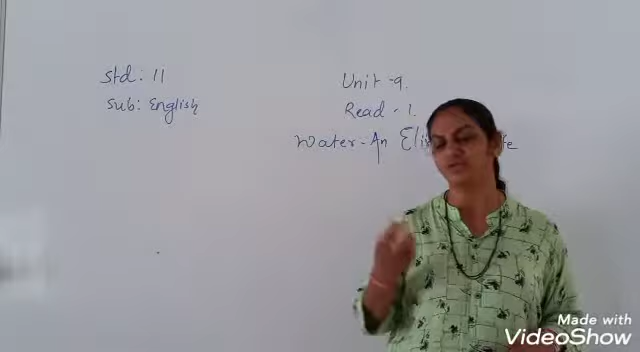 Std: 11
Sub: English
Unit - 9.
Read - 1.
Water - An
Made with
VideoShow